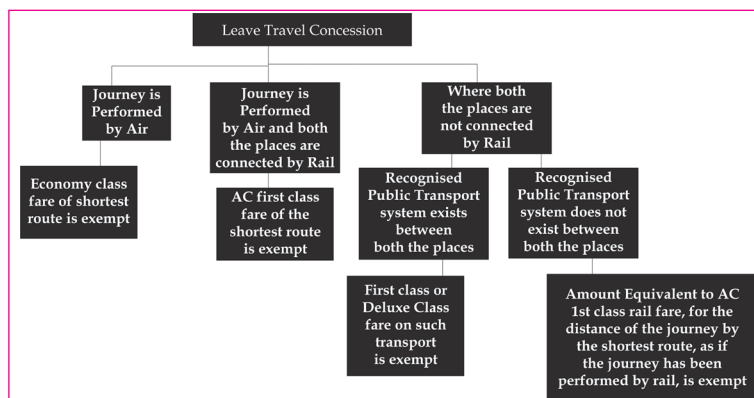 Leave Travel Concession
Journey is
Performed
by Air
Journey is
Performed
by Air and both
the places are
connected by Rail
Where both
the places are
not connected
by Rail
Economy class
fare of shortest
route is exempt
AC first class
fare of the
shortest route
is exempt
Recognised
Public Transport
system exists
between
both the places
Recognised
Public Transport
system does not
exist between
both the places
First class or
Deluxe Class
fare on such
transport
is exempt
Amount Equivalent to AC
1st class rail fare, for the
distance of the journey by
the shortest route, as if
the journey has been
performed by rail, is exempt